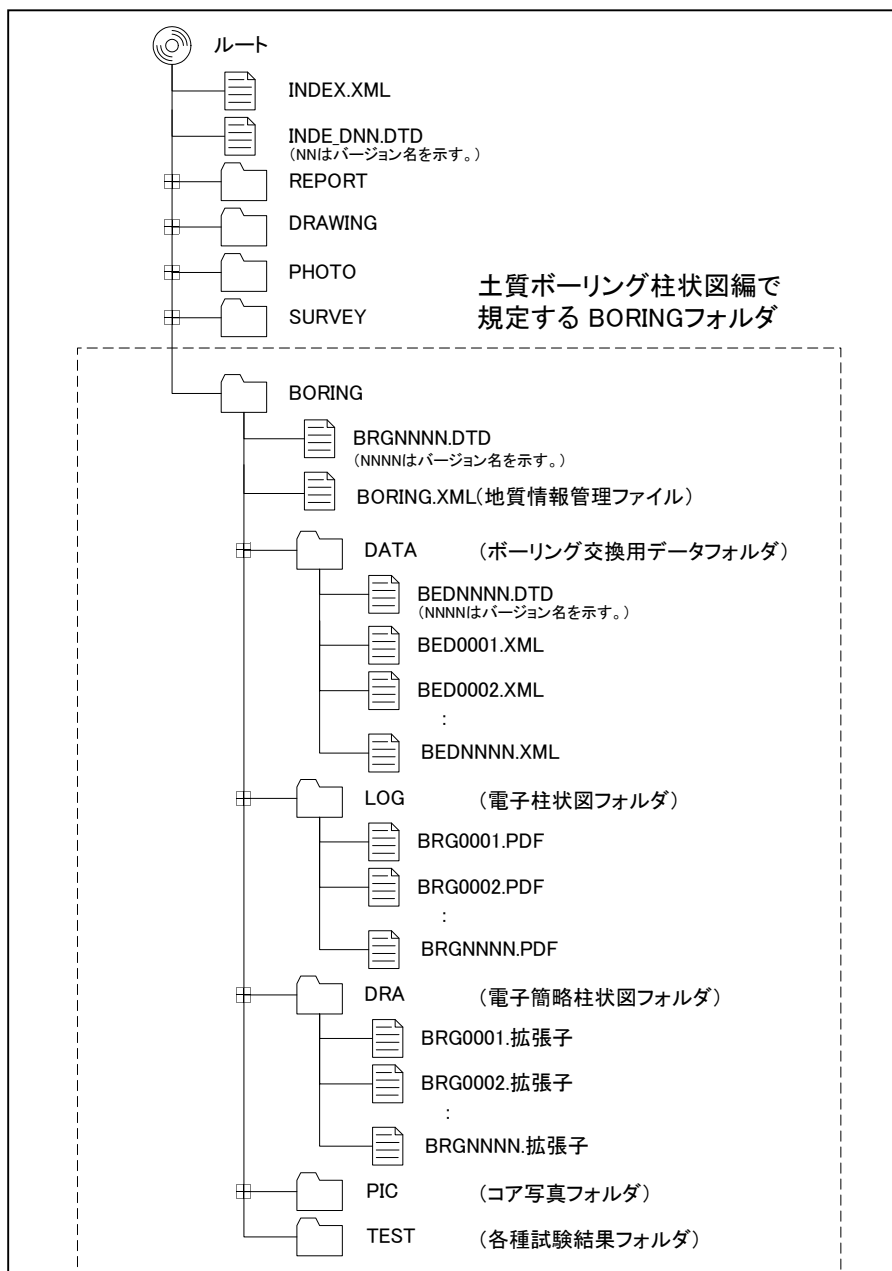 ルート
INDEX.XML
INDE_DNN.DTD
(NNはバージョン名を示す。)
REPORT
DRAWING
PHOTO
SURVEY
土質ボーリング柱状図編で
規定する BORINGフォルダ
BORING
BRGNNNN.DTD
(NNNNはバージョン名を示す。)
BORING.XML(地質情報管理ファイル)
DATA (ボーリング交換用データフォルダ)
BEDNNNN.DTD
(NNNNはバージョン名を示す。)
BED0001.XML
BED0002.XML
:
BEDNNNN.XML
LOG (電子柱状図フォルダ)
BRG0001.PDF
BRG0002.PDF
:
BRGNNNN.PDF
DRA (電子簡略柱状図フォルダ)
BRG0001.拡張子
BRG0002.拡張子
:
BRGNNNN.拡張子
PIC (コア写真フォルダ)
TEST (各種試験結果フォルダ)